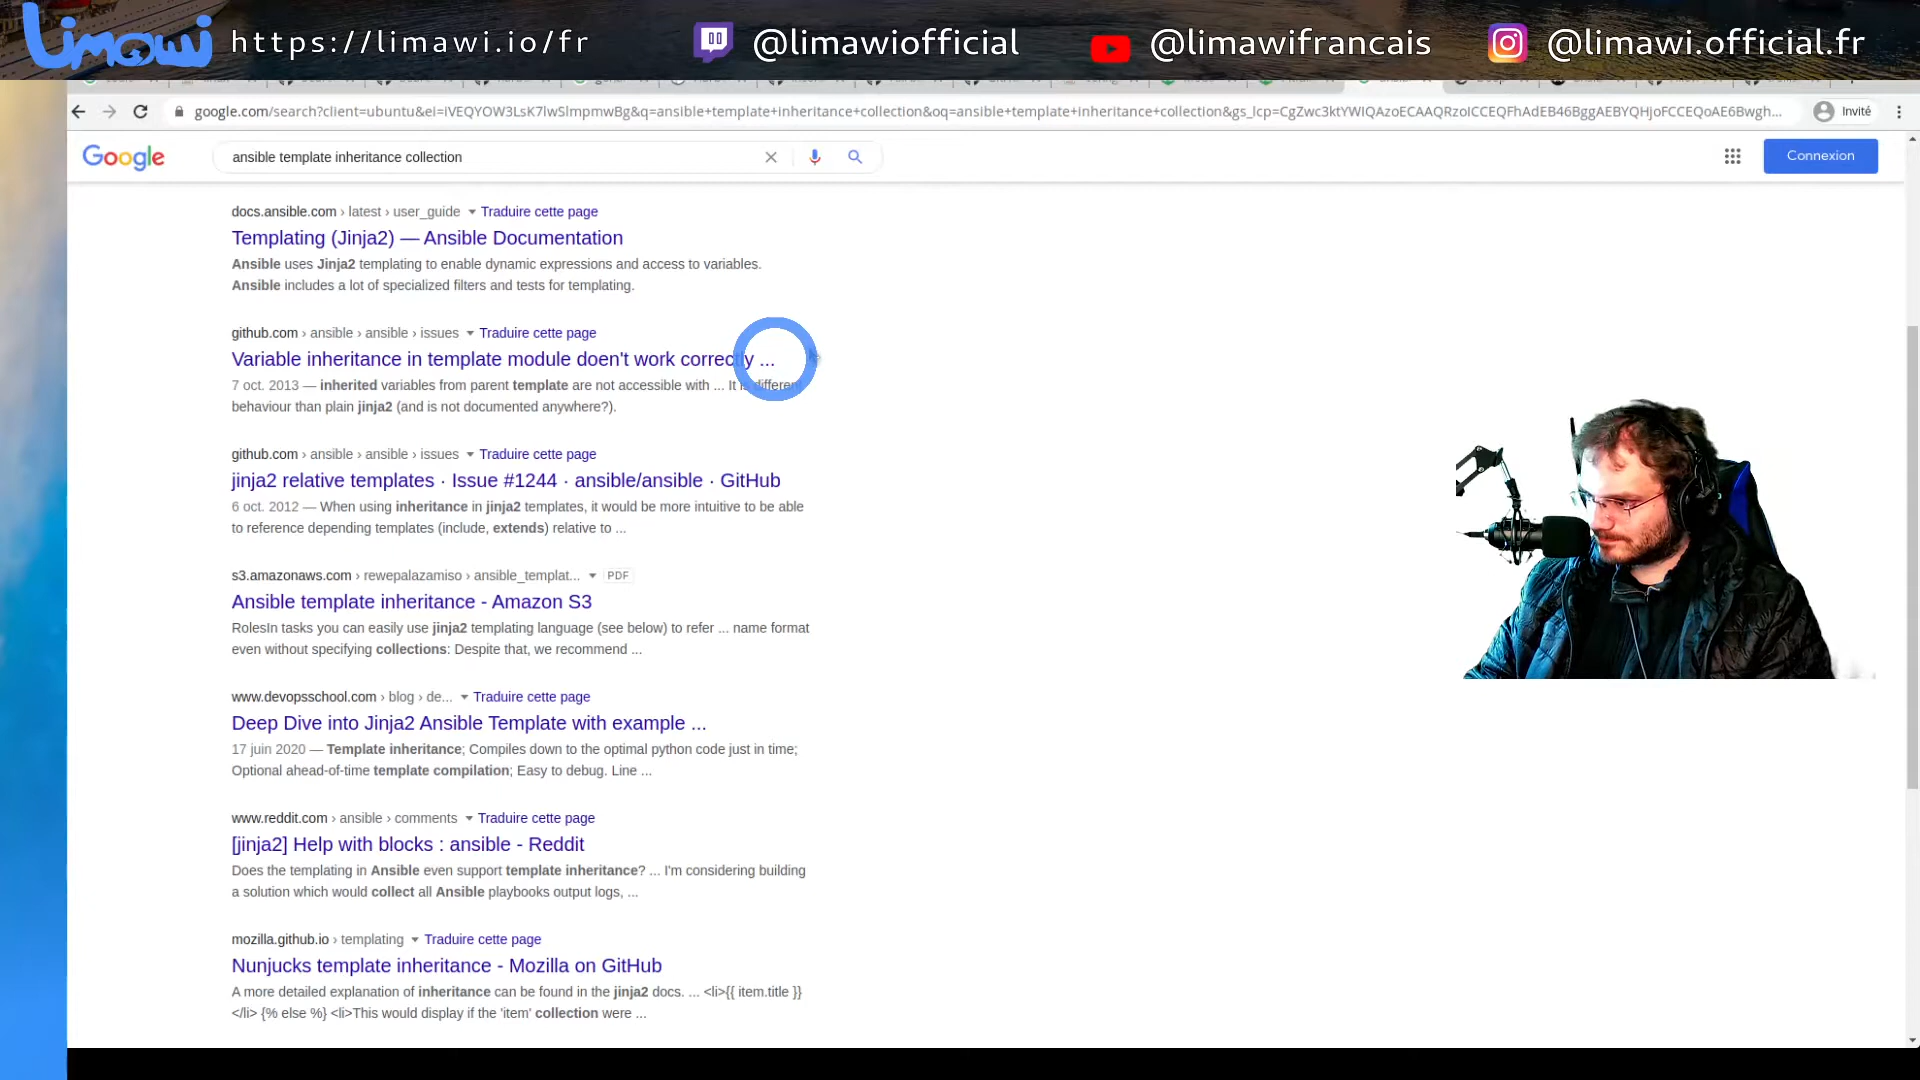 Limawi https://limawi.io/fr @limawiofficial @limawifrancais @limawi.official.fr
google.com/search?client=ubuntu&ei=iVEQYOW3LsK7lwSlmpmwBg&q=ansible+template+inheritance+collection&oq=ansible+template+inheritance+collection&gs_lcp=CgZwc3ktYWIQAzoECAAQRzoICCEQFhAdEB46BggAEBYQHjoFCCEQoAE6Bwgh... Invité
Google ansible template inheritance collection Connexion
docs.ansible.com › latest › user_guide Traduire cette page
Templating (Jinja2) — Ansible Documentation
Ansible uses Jinja2 templating to enable dynamic expressions and access to variables.
Ansible includes a lot of specialized filters and tests for templating.
github.com › ansible › ansible › issues Traduire cette page
Variable inheritance in template module doen't work correctly ...
7 oct. 2013 — inherited variables from parent template are not accessible with ... It is different
behaviour than plain jinja2 (and is not documented anywhere?).
github.com › ansible › ansible › issues Traduire cette page
jinja2 relative templates · Issue #1244 · ansible/ansible · GitHub
6 oct. 2012 — When using inheritance in jinja2 templates, it would be more intuitive to be able
to reference depending templates (include, extends) relative to ...
s3.amazonaws.com › rewepalazamiso › ansible_templat... PDF
Ansible template inheritance - Amazon S3
RolesIn tasks you can easily use jinja2 templating language (see below) to refer ... name format
even without specifying collections: Despite that, we recommend ...
www.devopsschool.com › blog › de... Traduire cette page
Deep Dive into Jinja2 Ansible Template with example ...
17 juin 2020 — Template inheritance; Compiles down to the optimal python code just in time;
Optional ahead-of-time template compilation; Easy to debug. Line ...
www.reddit.com › ansible › comments Traduire cette page
[jinja2] Help with blocks : ansible - Reddit
Does the templating in Ansible even support template inheritance? ... I'm considering building
a solution which would collect all Ansible playbooks output logs, ...
mozilla.github.io › templating Traduire cette page
Nunjucks template inheritance - Mozilla on GitHub
A more detailed explanation of inheritance can be found in the jinja2 docs. ... <li>{{ item.title }}
</li> {% else %} <li>This would display if the 'item' collection were ...